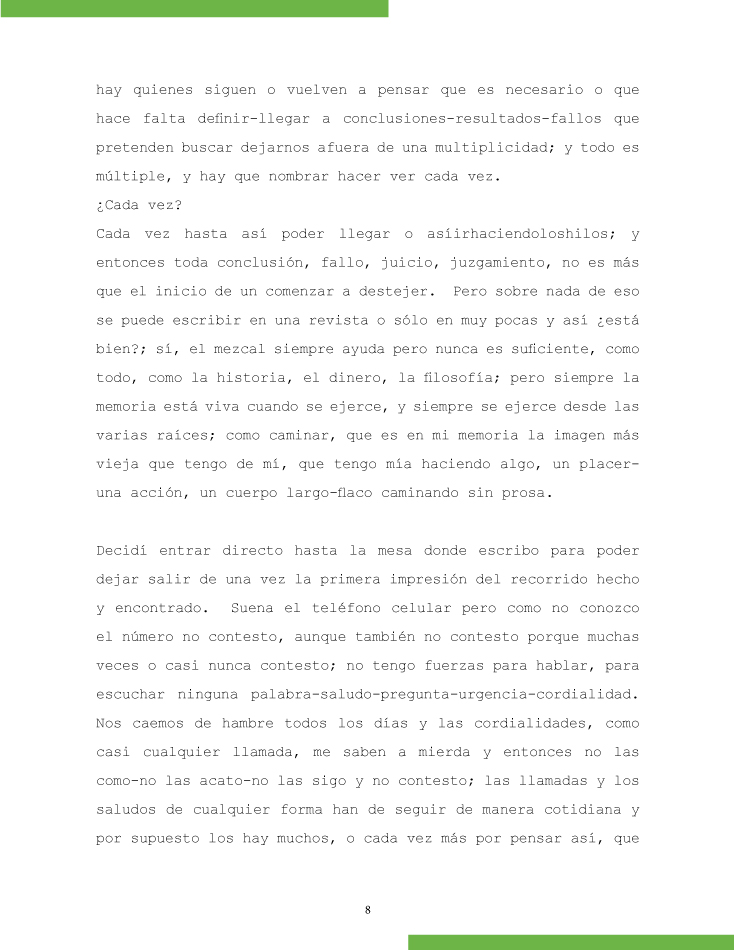 hay quienes siguen o vuelven a pensar que es necesario o que
hace falta definir-llegar a conclusiones-resultados-fallos que
pretenden buscar dejarnos afuera de una multiplicidad; y todo es
múltiple, y hay que nombrar hacer ver cada vez.
¿Cada vez?
Cada vez hasta así poder llegar o asíirhaciendoloshilos; y
entonces toda conclusión, fallo, juicio, juzgamiento, no es más
que el inicio de un comenzar a destejer.  Pero sobre nada de eso
se puede escribir en una revista o sólo en muy pocas y así ¿está
bien?; sí, el mezcal siempre ayuda pero nunca es suficiente, como
todo, como la historia, el dinero, la filosofía; pero siempre la
memoria está viva cuando se ejerce, y siempre se ejerce desde las
varias raíces; como caminar, que es en mi memoria la imagen más
vieja que tengo de mí, que tengo mía haciendo algo, un placer-
una acción, un cuerpo largo-flaco caminando sin prosa.
Decidí entrar directo hasta la mesa donde escribo para poder
dejar salir de una vez la primera impresión del recorrido hecho
y encontrado.  Suena el teléfono celular pero como no conozco
el número no contesto, aunque también no contesto porque muchas
veces o casi nunca contesto; no tengo fuerzas para hablar, para
escuchar ninguna palabra-saludo-pregunta-urgencia-cordialidad.
Nos caemos de hambre todos los días y las cordialidades, como
casi cualquier llamada, me saben a mierda y entonces no las
como-no las acato-no las sigo y no contesto; las llamadas y los
saludos de cualquier forma han de seguir de manera cotidiana y
por supuesto los hay muchos, o cada vez más por pensar así, que
8